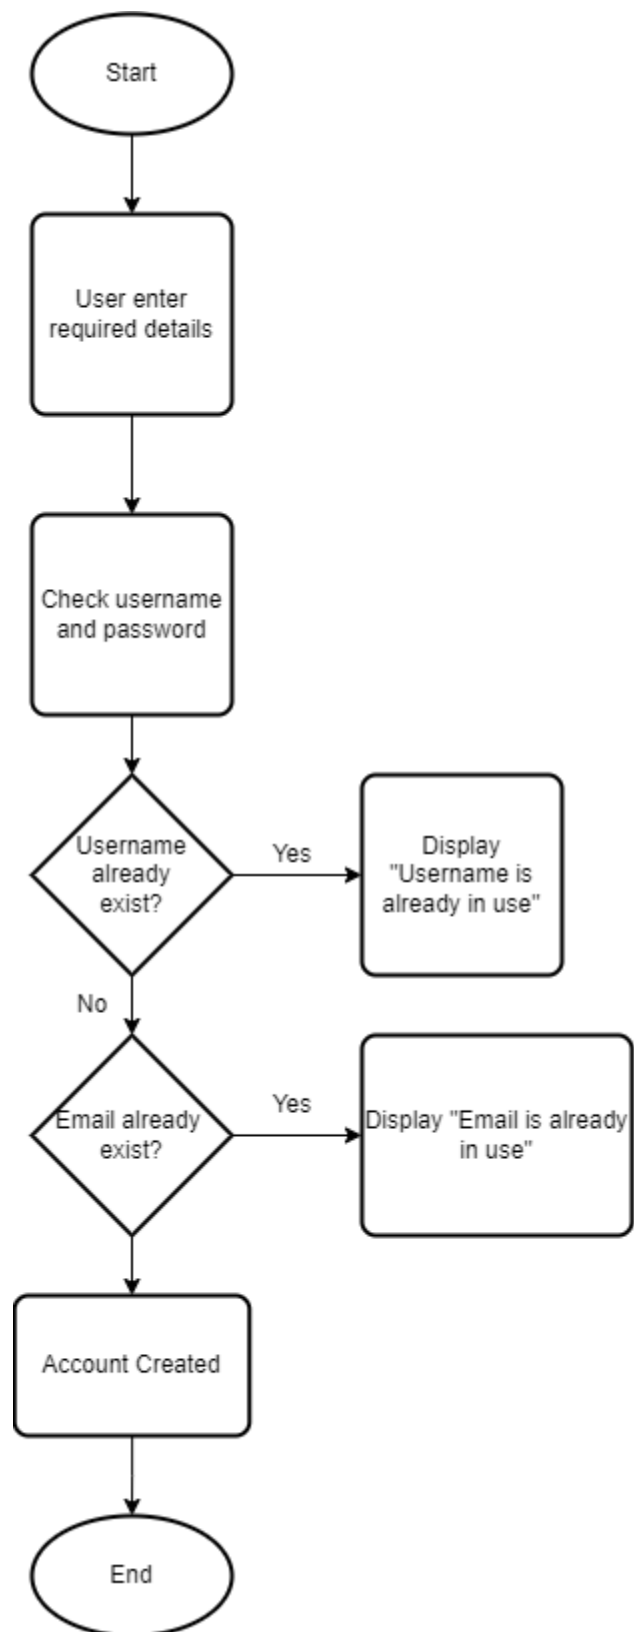 Start
User enter
required details
Check username
and password
Username
already
exist?
Yes
Display
"Username is
already in use"
No
Email already
exist?
Yes
Display "Email is already
in use"
Account Created
End